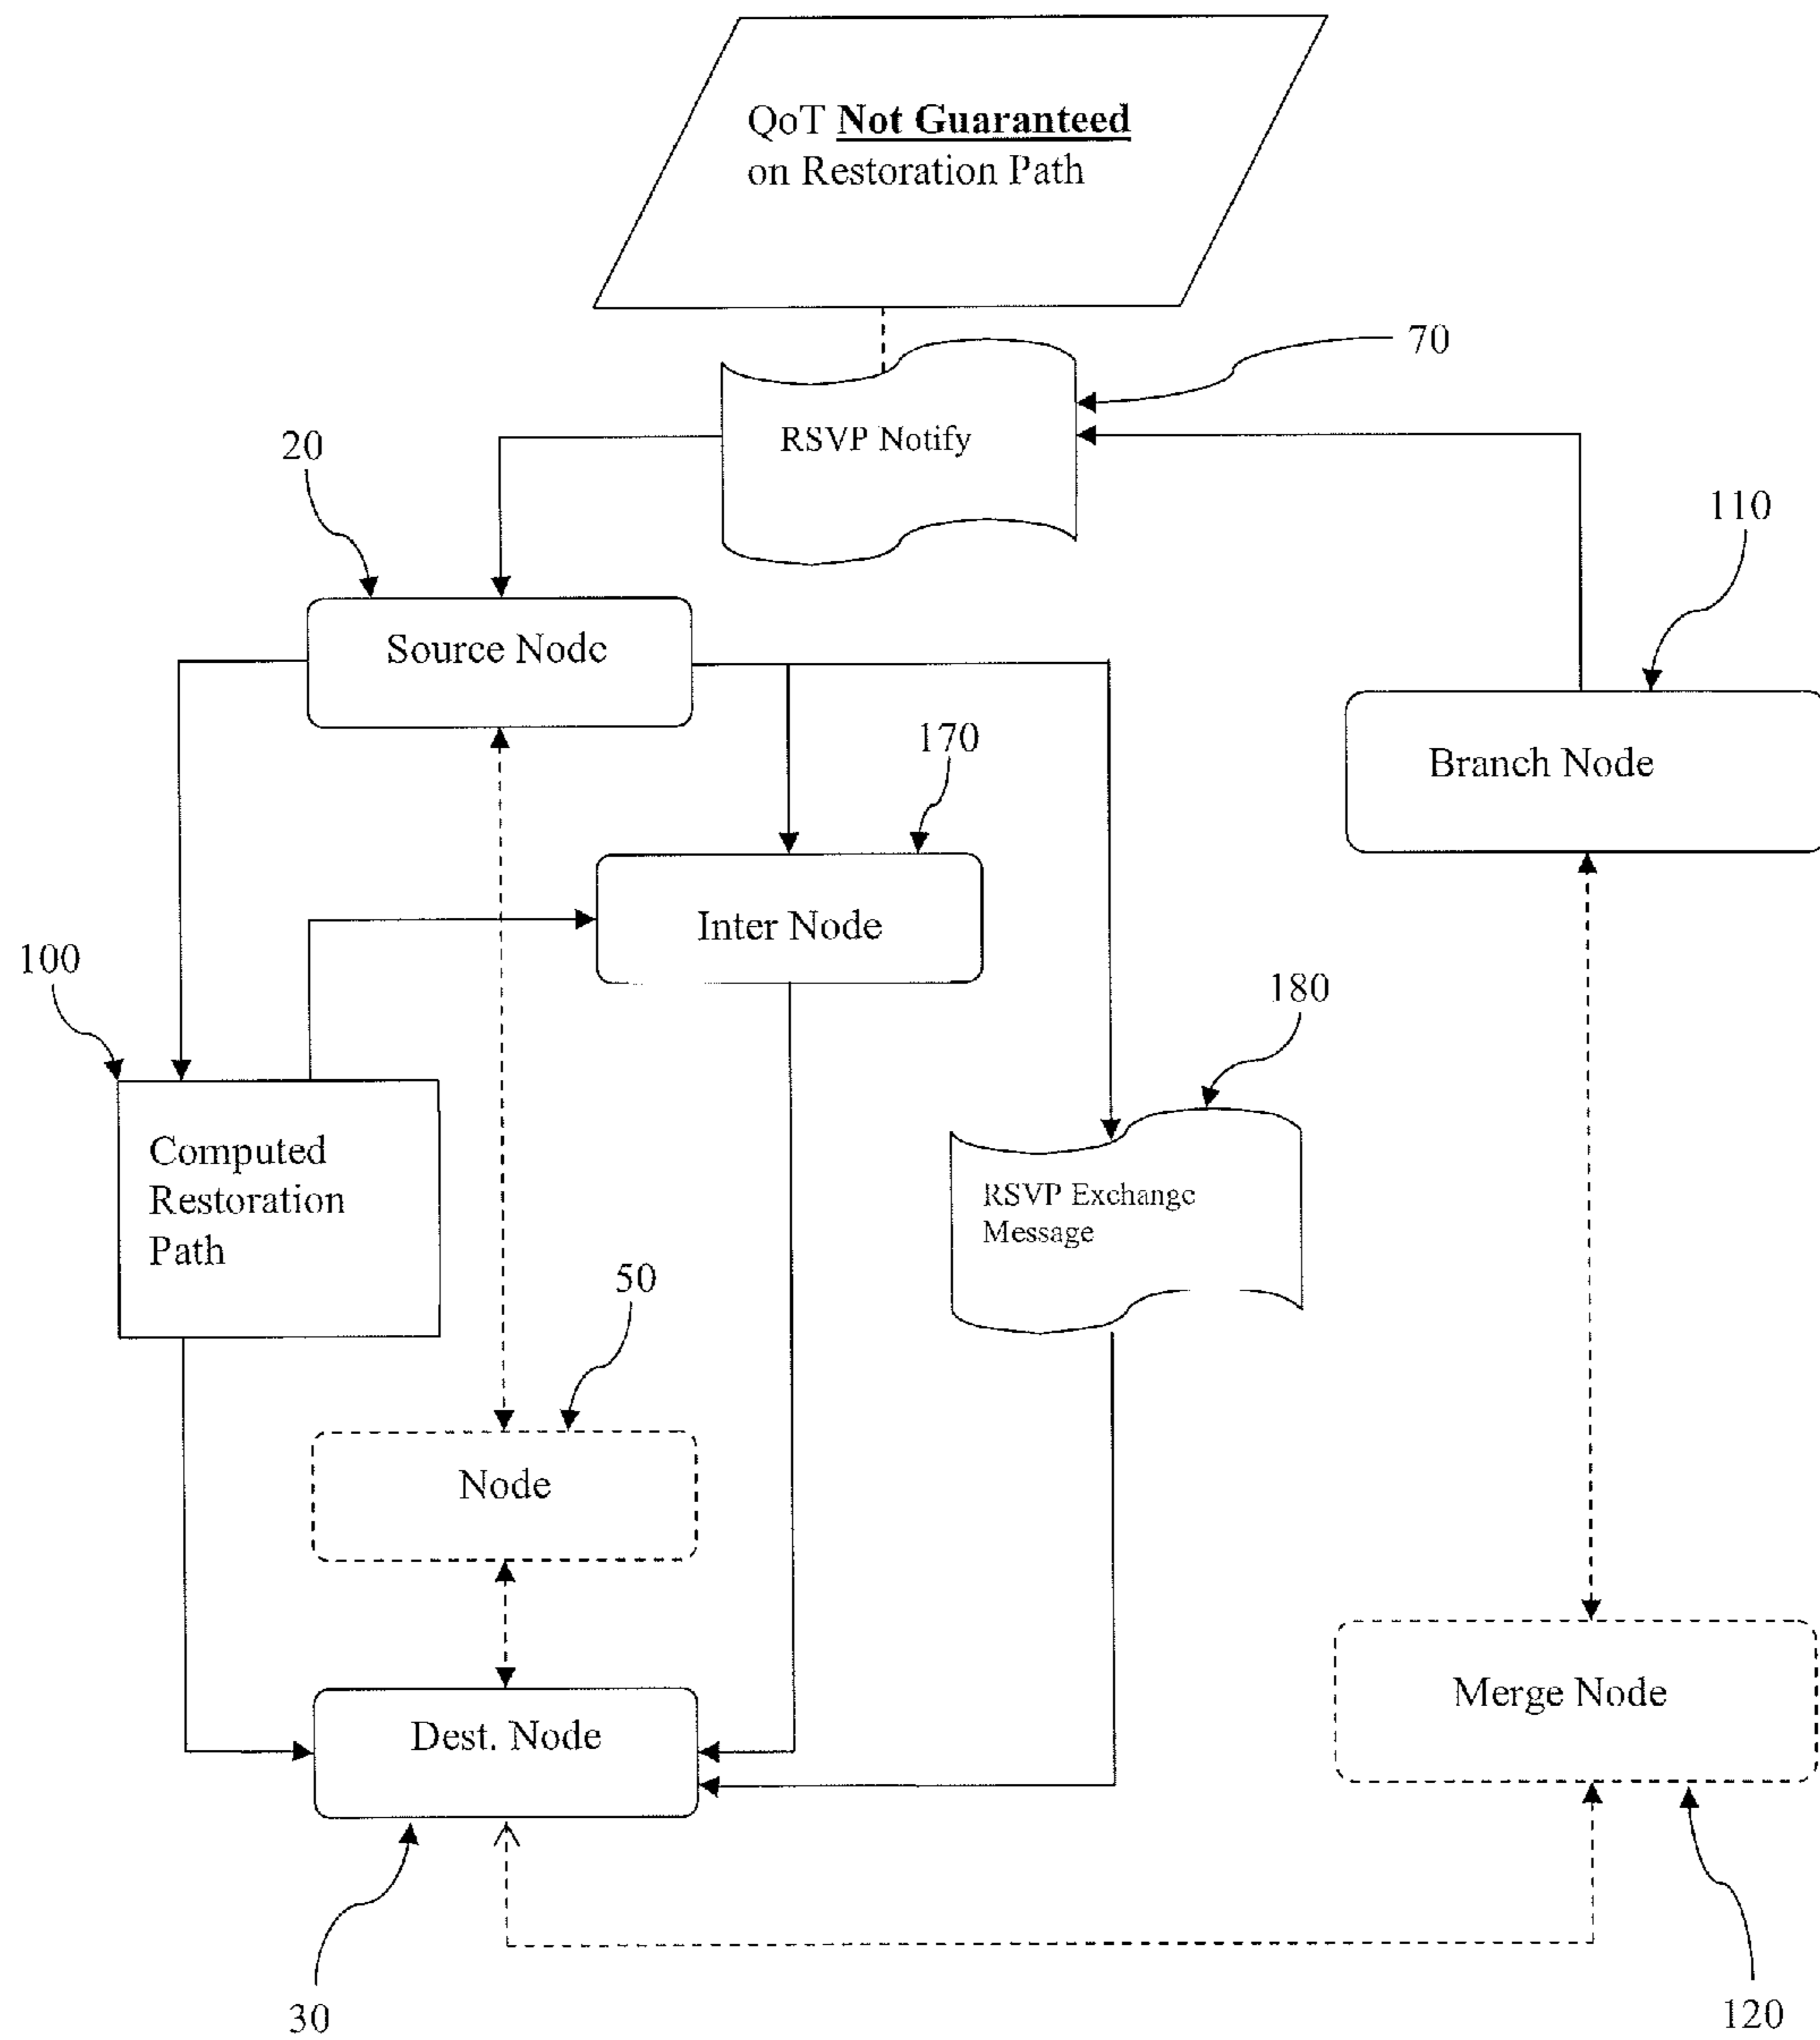 QoT Not Guaranteed
on Restoration Path
70
RSVP Notify
20
110
Source Node
170
Branch Node
Inter Node
100
180
Computed
Restoration
Path
RSVP Exchange
Message
50
Node
Merge Node
Dest. Node
30
120